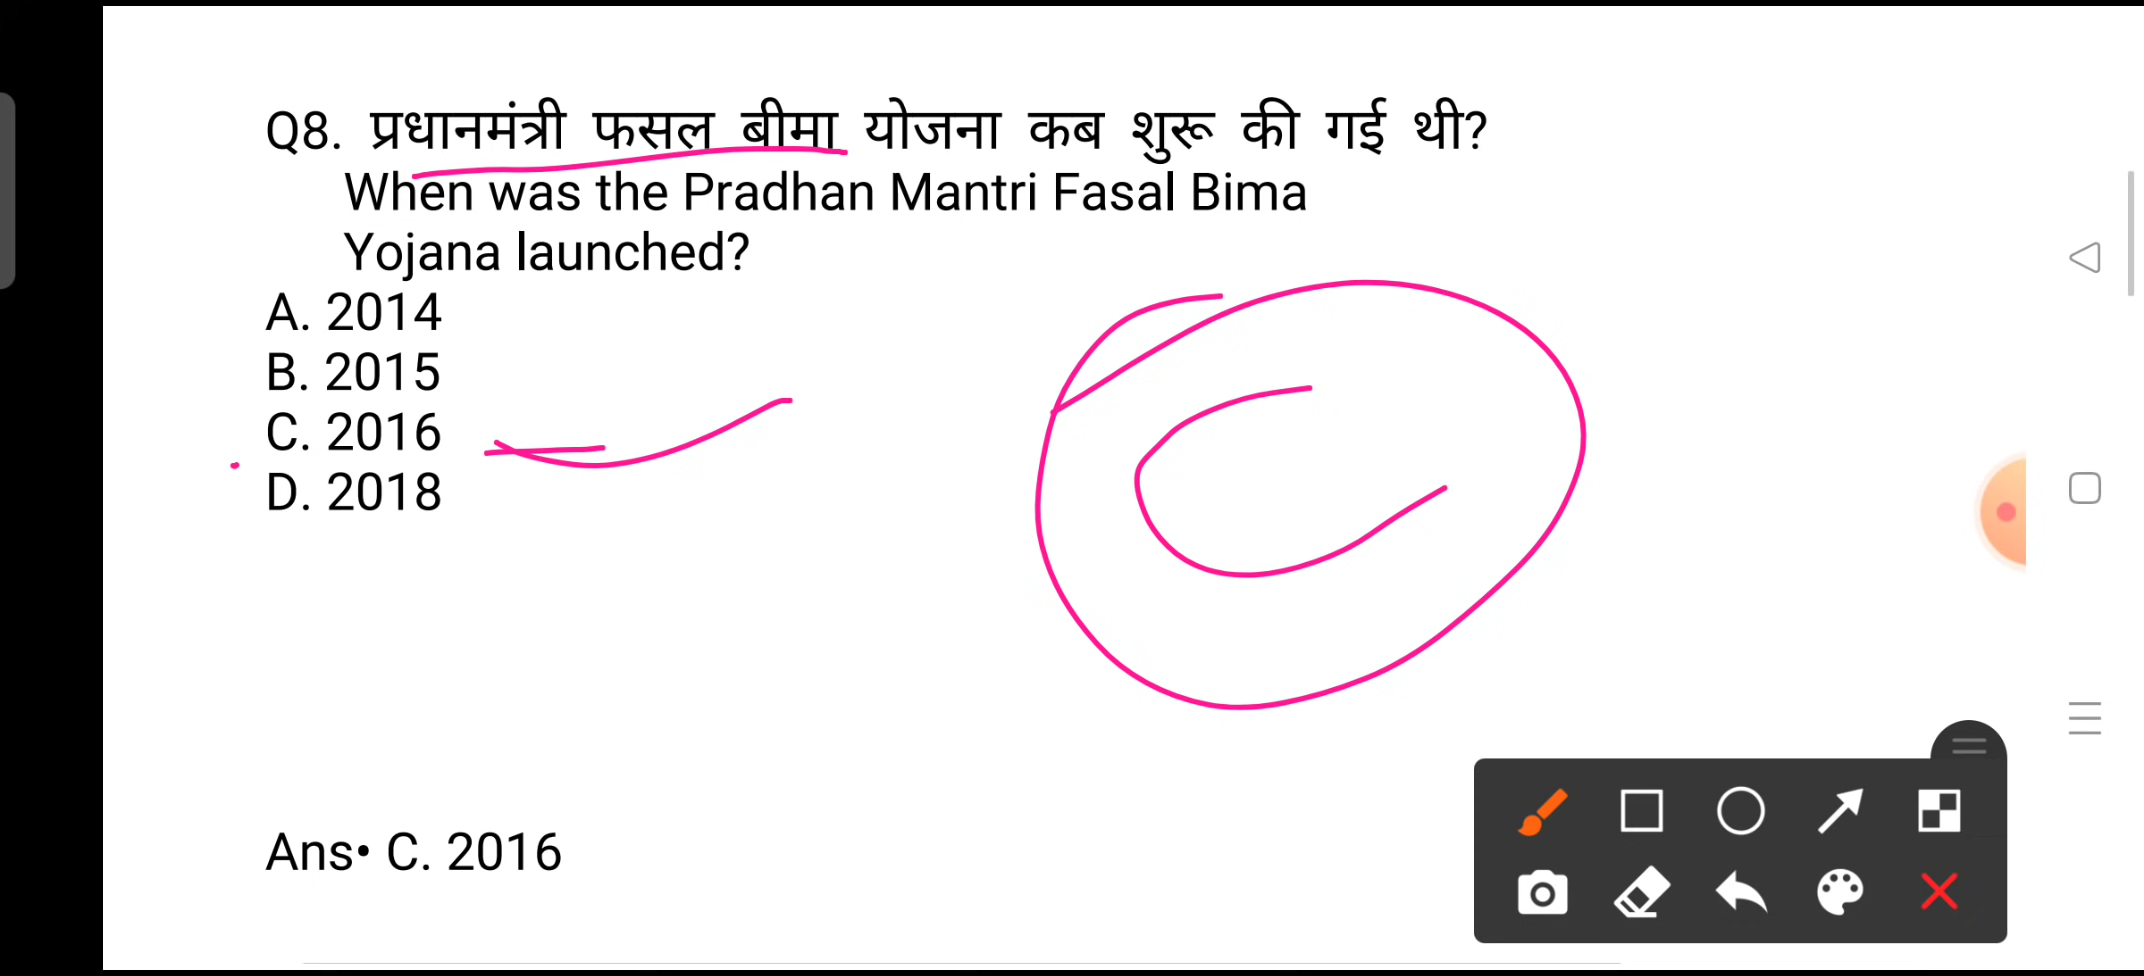 Q8. प्रधानमंत्री फसल बीमा योजना कब शुरू की गई थी?
When was the Pradhan Mantri Fasal Bima
Yojana launched?
A. 2014
B. 2015
C. 2016
D. 2018
C
Ans• C. 2016